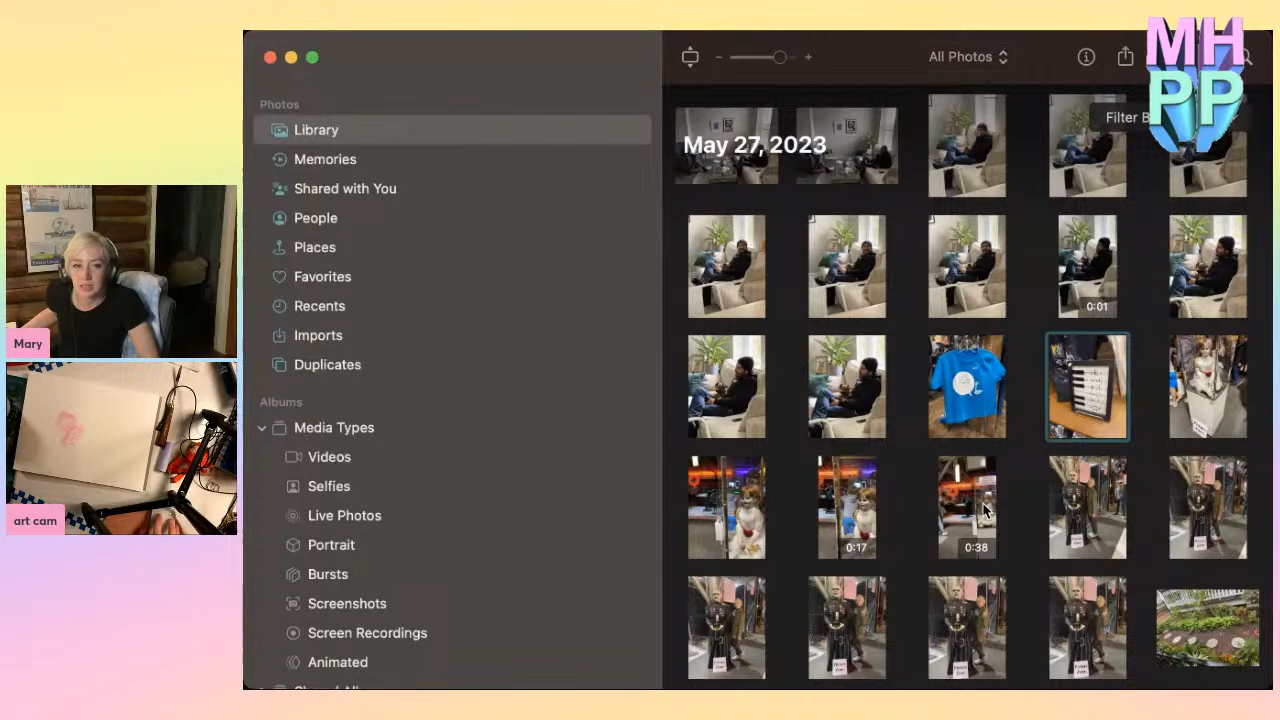 MH
PP
All Photos
Photos
Library
Memories
Shared with You
People
Places
Favorites
Recents
Imports
Duplicates
Albums
Media Types
Videos
Selfies
Live Photos
Portrait
Bursts
Screenshots
Screen Recordings
Animated
May 27, 2023
Filter B
0:01
0:17
0:38
Mary
art cam